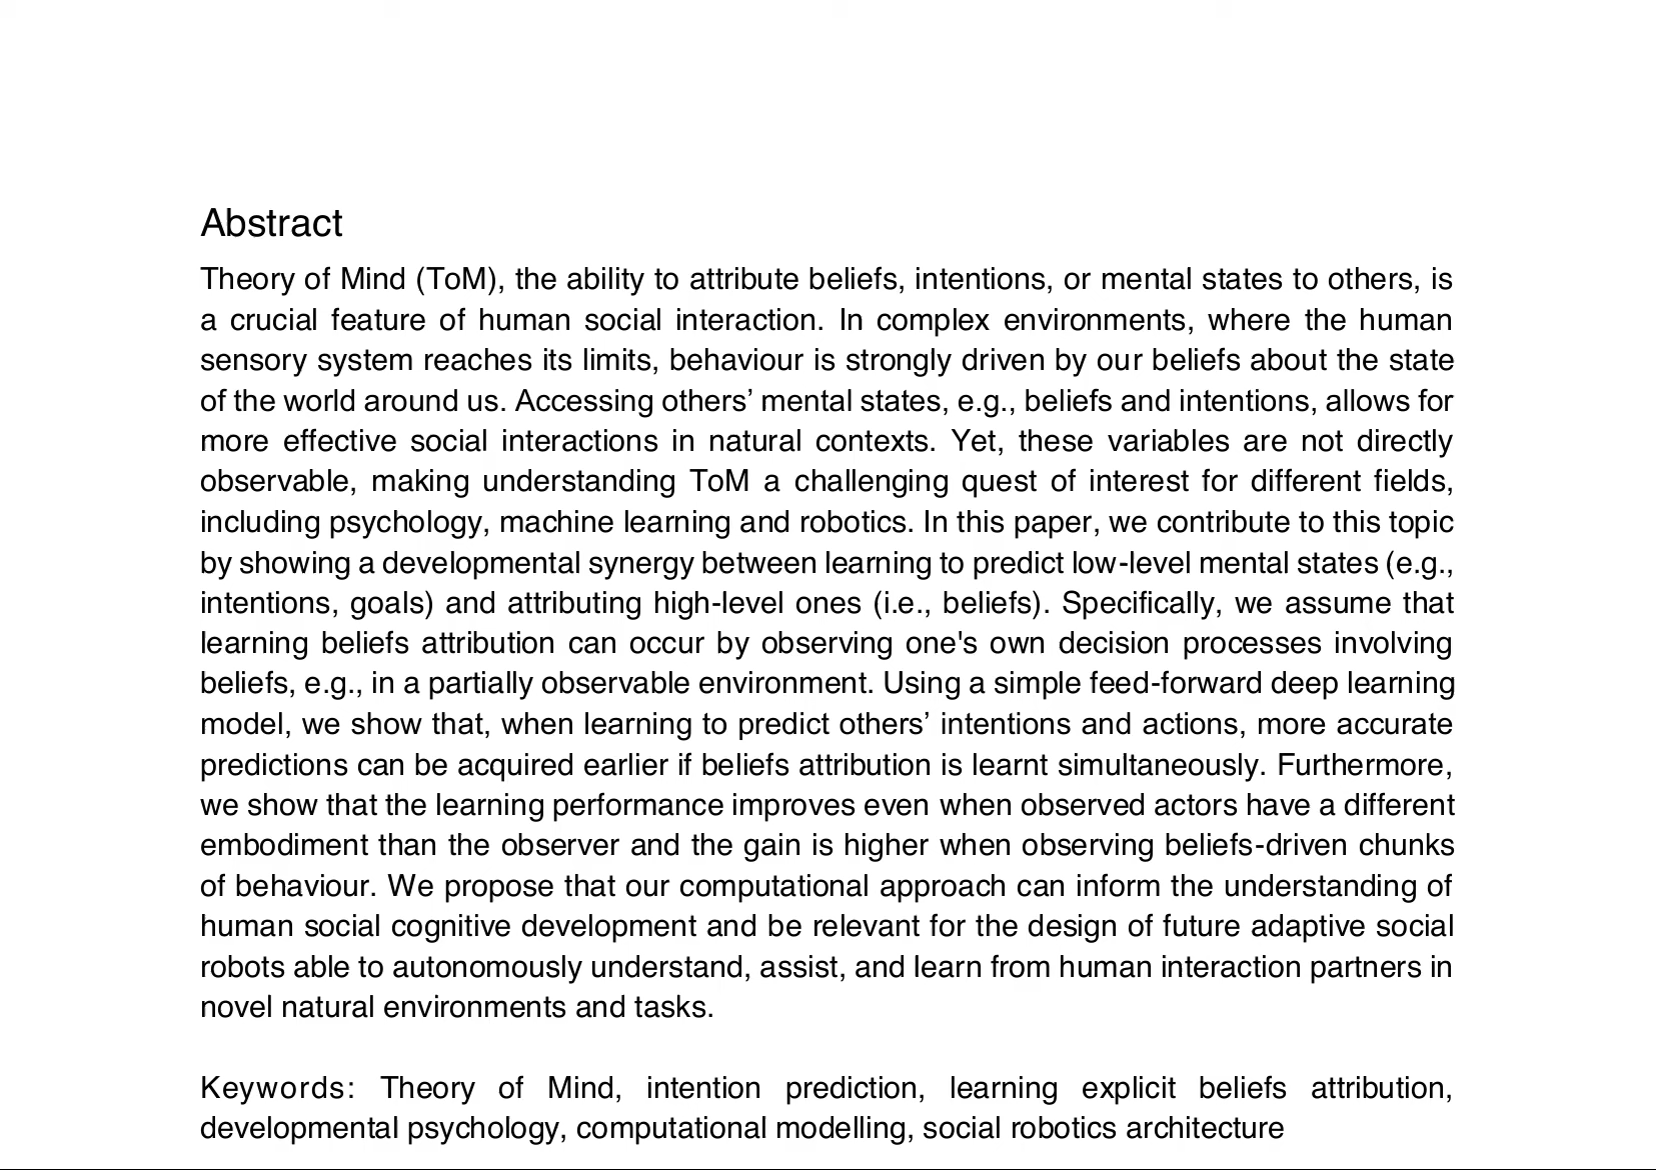 Abstract
Theory of Mind (ToM), the ability to attribute beliefs, intentions, or mental states to others, is
a crucial feature of human social interaction. In complex environments, where the human
sensory system reaches its limits, behaviour is strongly driven by our beliefs about the state
of the world around us. Accessing others’ mental states, e.g., beliefs and intentions, allows for
more effective social interactions in natural contexts. Yet, these variables are not directly
observable, making understanding ToM a challenging quest of interest for different fields,
including psychology, machine learning and robotics. In this paper, we contribute to this topic
by showing a developmental synergy between learning to predict low-level mental states (e.g.,
intentions, goals) and attributing high-level ones (i.e., beliefs). Specifically, we assume that
learning beliefs attribution can occur by observing one's own decision processes involving
beliefs, e.g., in a partially observable environment. Using a simple feed-forward deep learning
model, we show that, when learning to predict others’ intentions and actions, more accurate
predictions can be acquired earlier if beliefs attribution is learnt simultaneously. Furthermore,
we show that the learning performance improves even when observed actors have a different
embodiment than the observer and the gain is higher when observing beliefs-driven chunks
of behaviour. We propose that our computational approach can inform the understanding of
human social cognitive development and be relevant for the design of future adaptive social
robots able to autonomously understand, assist, and learn from human interaction partners in
novel natural environments and tasks.
Keywords: Theory of Mind, intention prediction, learning explicit beliefs attribution,
developmental psychology, computational modelling, social robotics architecture